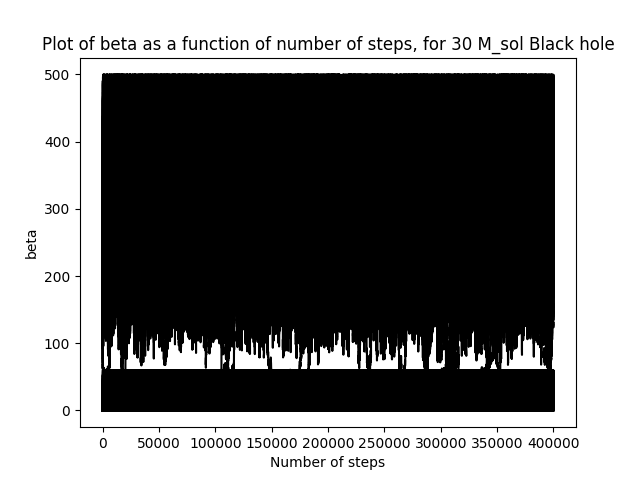 Plot of beta as a function of number of steps, for 30 M_sol Black hole
500
400
300
200
100
0
beta
0 50000 100000 150000 200000 250000 300000 350000 400000
Number of steps